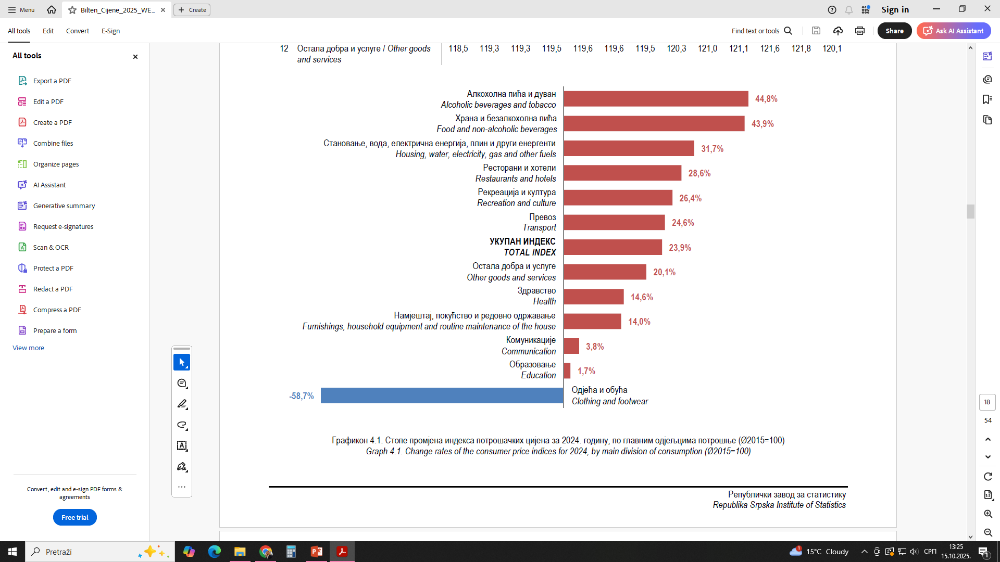 Menu
Bilten_Cijene_2025_WE...
Create
Sign in
All tools
Edit
Convert
E-Sign
Find text or tools
Share
Ask AI Assistant
All tools
Export a PDF
Edit a PDF
Create a PDF
Combine files
Organize pages
AI Assistant
Generative summary
Request e-signatures
Scan & OCR
Protect a PDF
Redact a PDF
Compress a PDF
Prepare a form
View more
Convert, edit and e-sign PDF forms &
agreements
Free trial
12 Остала добра и услуге / Other goods 118,5 119,3 119,3 119,5 119,6 119,6 119,5 120,3 121,0 121,1 121,6 121,8 120,1
and services
Алкохолна пића и дуван
Alcoholic beverages and tobacco
44,8%
Храна и безалкохолна пића
Food and non-alcoholic beverages
43,9%
Становање, вода, електрична енергија, плин и други енергенти
Housing, water, electricity, gas and other fuels
31,7%
Ресторани и хотели
Restaurants and hotels
28,6%
Рекреација и култура
Recreation and culture
26,4%
Превоз
Transport
24,6%
УКУПАН ИНДЕКС
TOTAL INDEX
23,9%
Остала добра и услуге
Other goods and services
20,1%
Здравство
Health
14,6%
Намјештај, покућство и редовно одржавање
Furnishings, household equipment and routine maintenance of the house
14,0%
Комуникације
Communication
3,8%
Образовање
Education
1,7%
-58,7%
Одјећа и обућа
Clothing and footwear
Графикон 4.1. Стопе промјена индекса потрошачких цијена за 2024. годину, по главним одјељцима потрошње (Ø2015=100)
Graph 4.1. Change rates of the consumer price indices for 2024, by main division of consumption (Ø2015=100)
Републички завод за статистику
Republika Srpska Institute of Statistics
18
54
Pretraži
1
15°C Cloudy
СРП
13:25
15.10.2025.
1